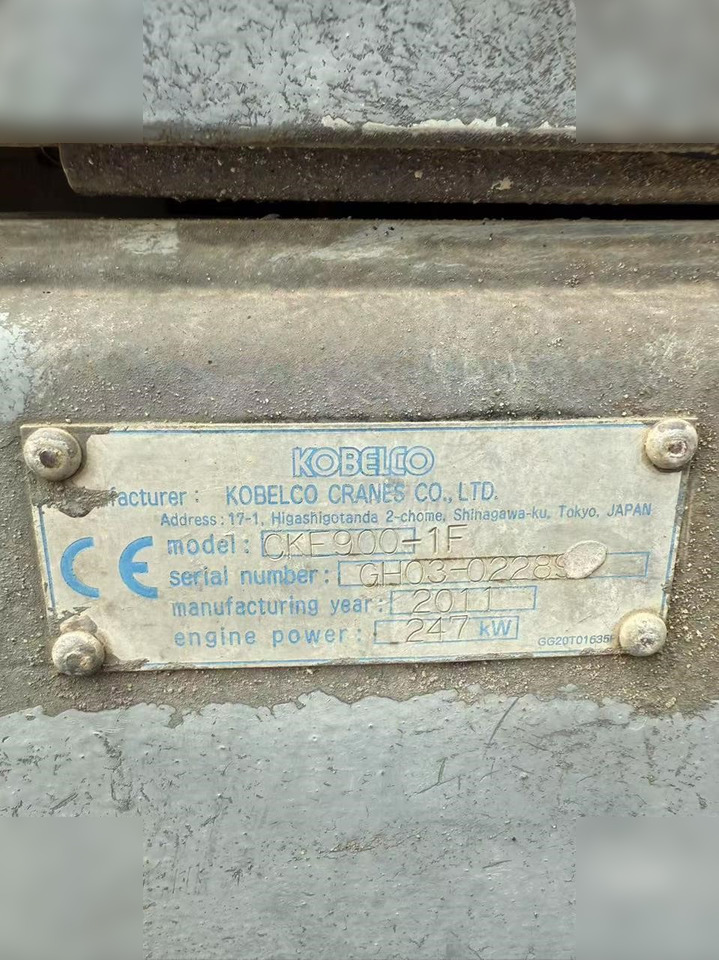 KOBELCO
facturer : KOBELCO CRANES CO., LTD.
Address : 17-1, Higashigotanda 2-chome, Shinagawa-ku, Tokyo, JAPAN
CE
model : CKE900-1F
serial number :
manufacturing year : 2011
engine power : 247 kW